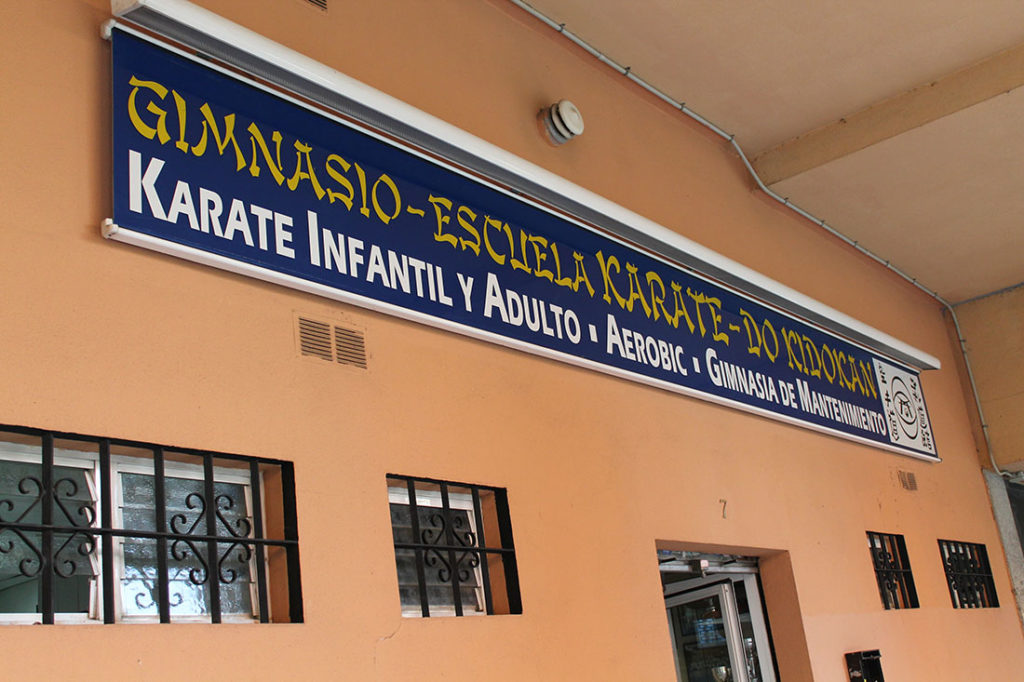 GIMNASIO-ESCUELA KARATE-DO KIDOKAN
KARATE INFANTIL Y ADULTO ▪ AEROBIC ▪ GIMNASIA DE MANTENIMIENTO
7